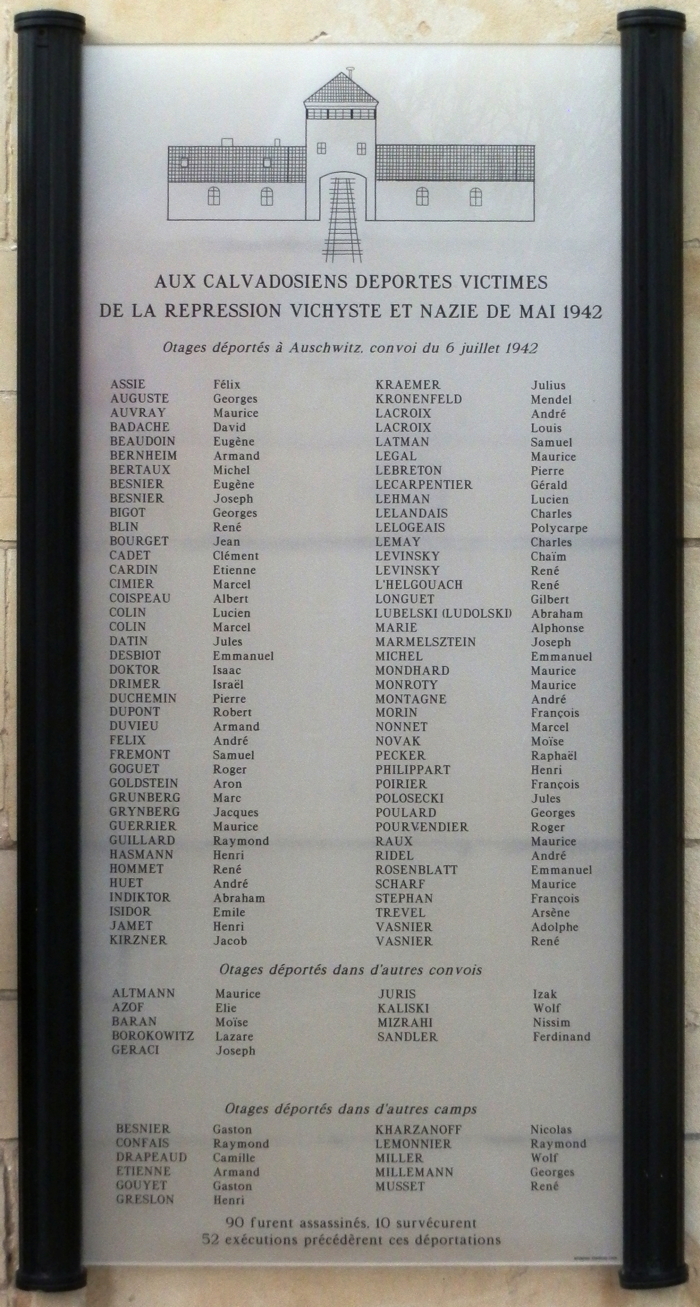 AUX CALVADOSIENS DEPORTES VICTIMES
DE LA REPRESSION VICHYSTE ET NAZIE DE MAI 1942
Otages déportés à Auschwitz, convoi du 6 juillet 1942
ASSIE Félix KRAEMER Julius
AUGUSTE Georges KRONENFELD Mendel
AUVRAY Maurice LACROIX André
BADACHE David LACROIX Louis
BEAUDOIN Eugène LATMAN Samuel
BERNHEIM Armand LEGAL Maurice
BERTAUX Michel LEBRETON Pierre
BESNIER Eugène LECARPENTIER Gérald
BESNIER Joseph LEHMAN Lucien
BIGOT Georges LELANDAIS Charles
BLIN René LELOGEAIS Polycarpe
BOURGET Jean LEMAY Charles
CADET Clément LEVINSKY Chaïm
CARDIN Etienne LEVINSKY René
CIMIER Marcel L'HELGOUACH René
COISPEAU Albert LONGUET Gilbert
COLIN Lucien LUBELSKI (LUDOLSKI) Abraham
COLIN Marcel MARIE Alphonse
DATIN Jules MARMELSZTEIN Joseph
DESBIOT Emmanuel MICHEL Emmanuel
DOKTOR Isaac MONDHARD Maurice
DRIMER Israël MONROTY Maurice
DUCHEMIN Pierre MONTAGNE André
DUPONT Robert MORIN François
DUVIEU Armand NONNET Marcel
FELIX André NOVAK Moïse
FREMONT Samuel PECKER Raphaël
GOGUET Roger PHILIPPART Henri
GOLDSTEIN Aron POIRIER François
GRUNBERG Marc POLOSECKI Jules
GRYNBERG Jacques POULARD Georges
GUERRIER Maurice POURVENDIER Roger
GUILLARD Raymond RAUX Maurice
HASMANN Henri RIDEL André
HOMMET René ROSENBLATT Emmanuel
HUET André SCHARF Maurice
INDIKTOR Abraham STEPHAN François
ISIDOR Emile TREVEL Arsène
JAMET Henri VASNIER Adolphe
KIRZNER Jacob VASNIER René
Otages déportés dans d'autres convois
ALTMANN Maurice JURIS Izak
AZOF Elie KALISKI Wolf
BARAN Moïse MIZRAHI Nissim
BOROKOWITZ Lazare SANDLER Ferdinand
GERACI Joseph
Otages déportés dans d'autres camps
BESNIER Gaston KHARZANOFF Nicolas
CONFAIS Raymond LEMONNIER Raymond
DRAPEAUD Camille MILLER Wolf
ETIENNE Armand MILLEMANN Georges
GOUYET Gaston MUSSET René
GRESLON Henri
90 furent assassinés, 10 survécurent
52 exécutions précédèrent ces déportations